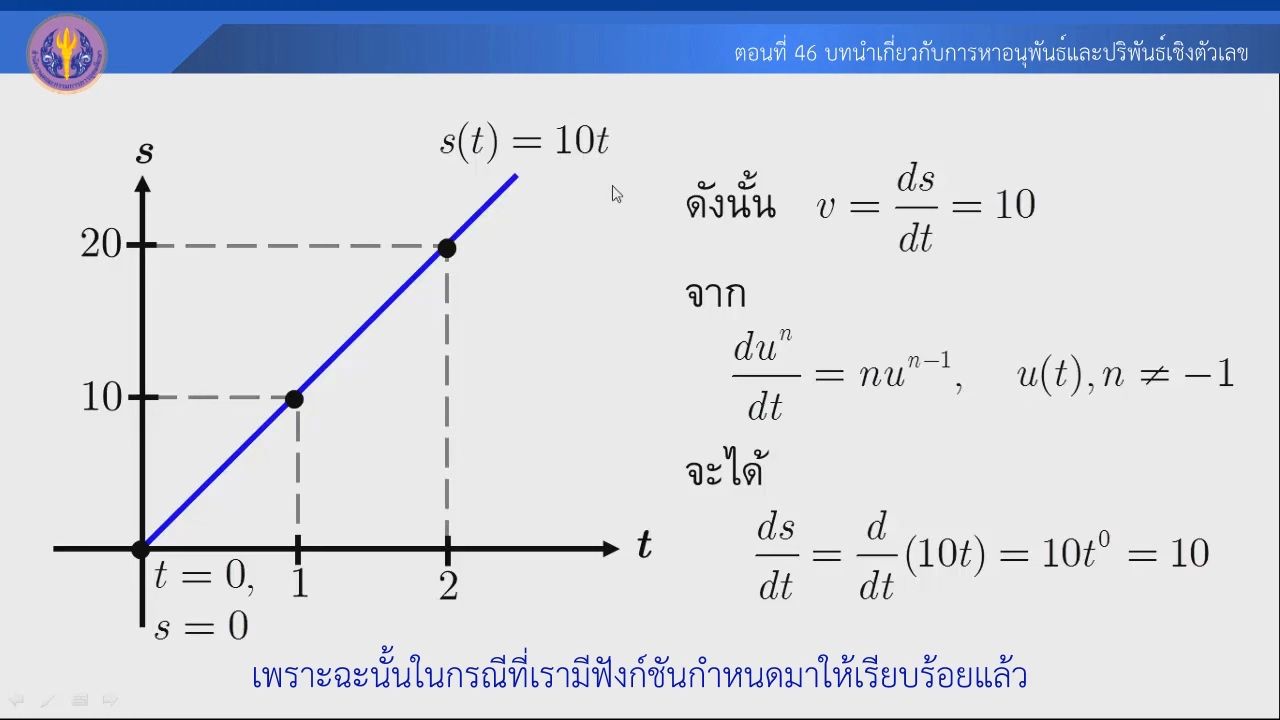 ตอนที่ 46 บทนำเกี่ยวกับการหาอนุพันธ์และปริพันธ์เชิงตัวเลข
s(t) = 10t
s
20
10
t
t = 0,
s = 0
1
2
ดังนั้น v = ds/dt = 10
จาก
du^n/dt = nu^{n−1}, u(t), n ≠ −1
จะได้
ds/dt = d/dt (10t) = 10t^0 = 10
เพราะฉะนั้นในกรณีที่เรามีฟังก์ชันกำหนดมาให้เรียบร้อยแล้ว